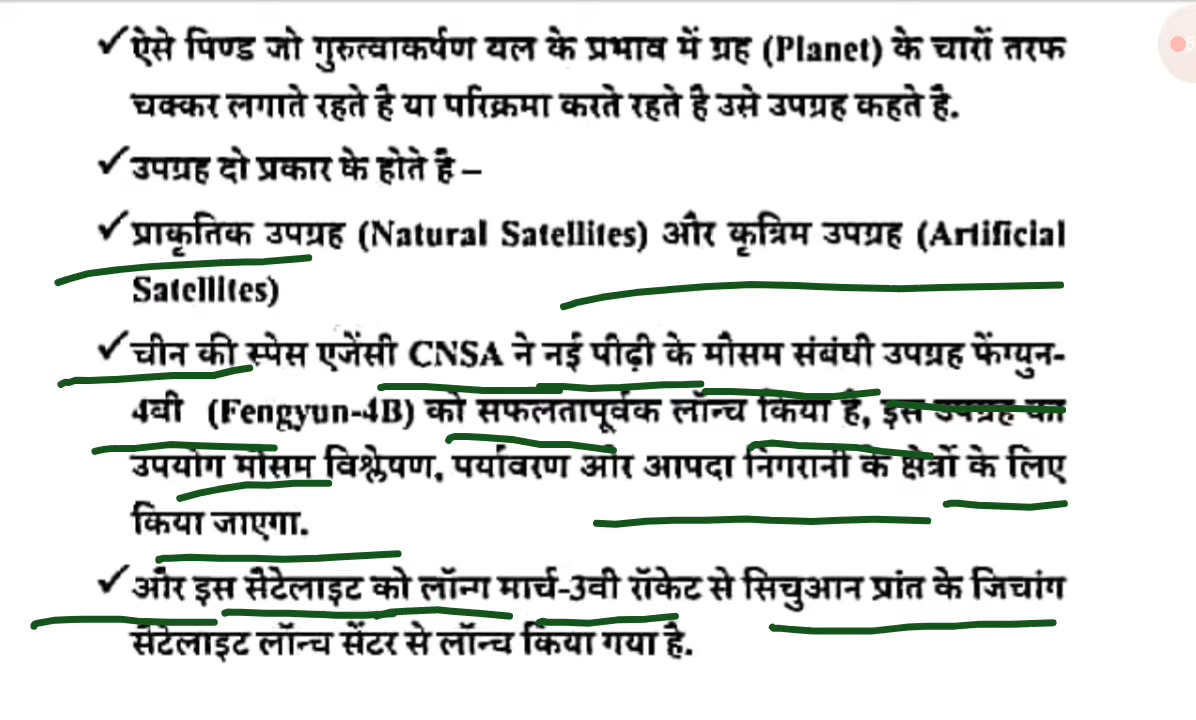 ✓ऐसे पिण्ड जो गुरुत्वाकर्षण बल के प्रभाव में ग्रह (Planet) के चारों तरफ
चक्कर लगाते रहते है या परिक्रमा करते रहते है उसे उपग्रह कहते है.
✓उपग्रह दो प्रकार के होते है –
✓प्राकृतिक उपग्रह (Natural Satellites) और कृत्रिम उपग्रह (Artificial
Satellites)
✓चीन की स्पेस एजेंसी CNSA ने नई पीढ़ी के मौसम संबंधी उपग्रह फेंग्युन-
4बी (Fengyun-4B) को सफलतापूर्वक लॉन्च किया है, इस उपग्रह का
उपयोग मौसम विश्लेषण, पर्यावरण और आपदा निगरानी के क्षेत्रों के लिए
किया जाएगा.
✓और इस सैटेलाइट को लॉन्ग मार्च-3बी रॉकेट से सिचुआन प्रांत के जिचांग
सैटेलाइट लॉन्च सेंटर से लॉन्च किया गया है.